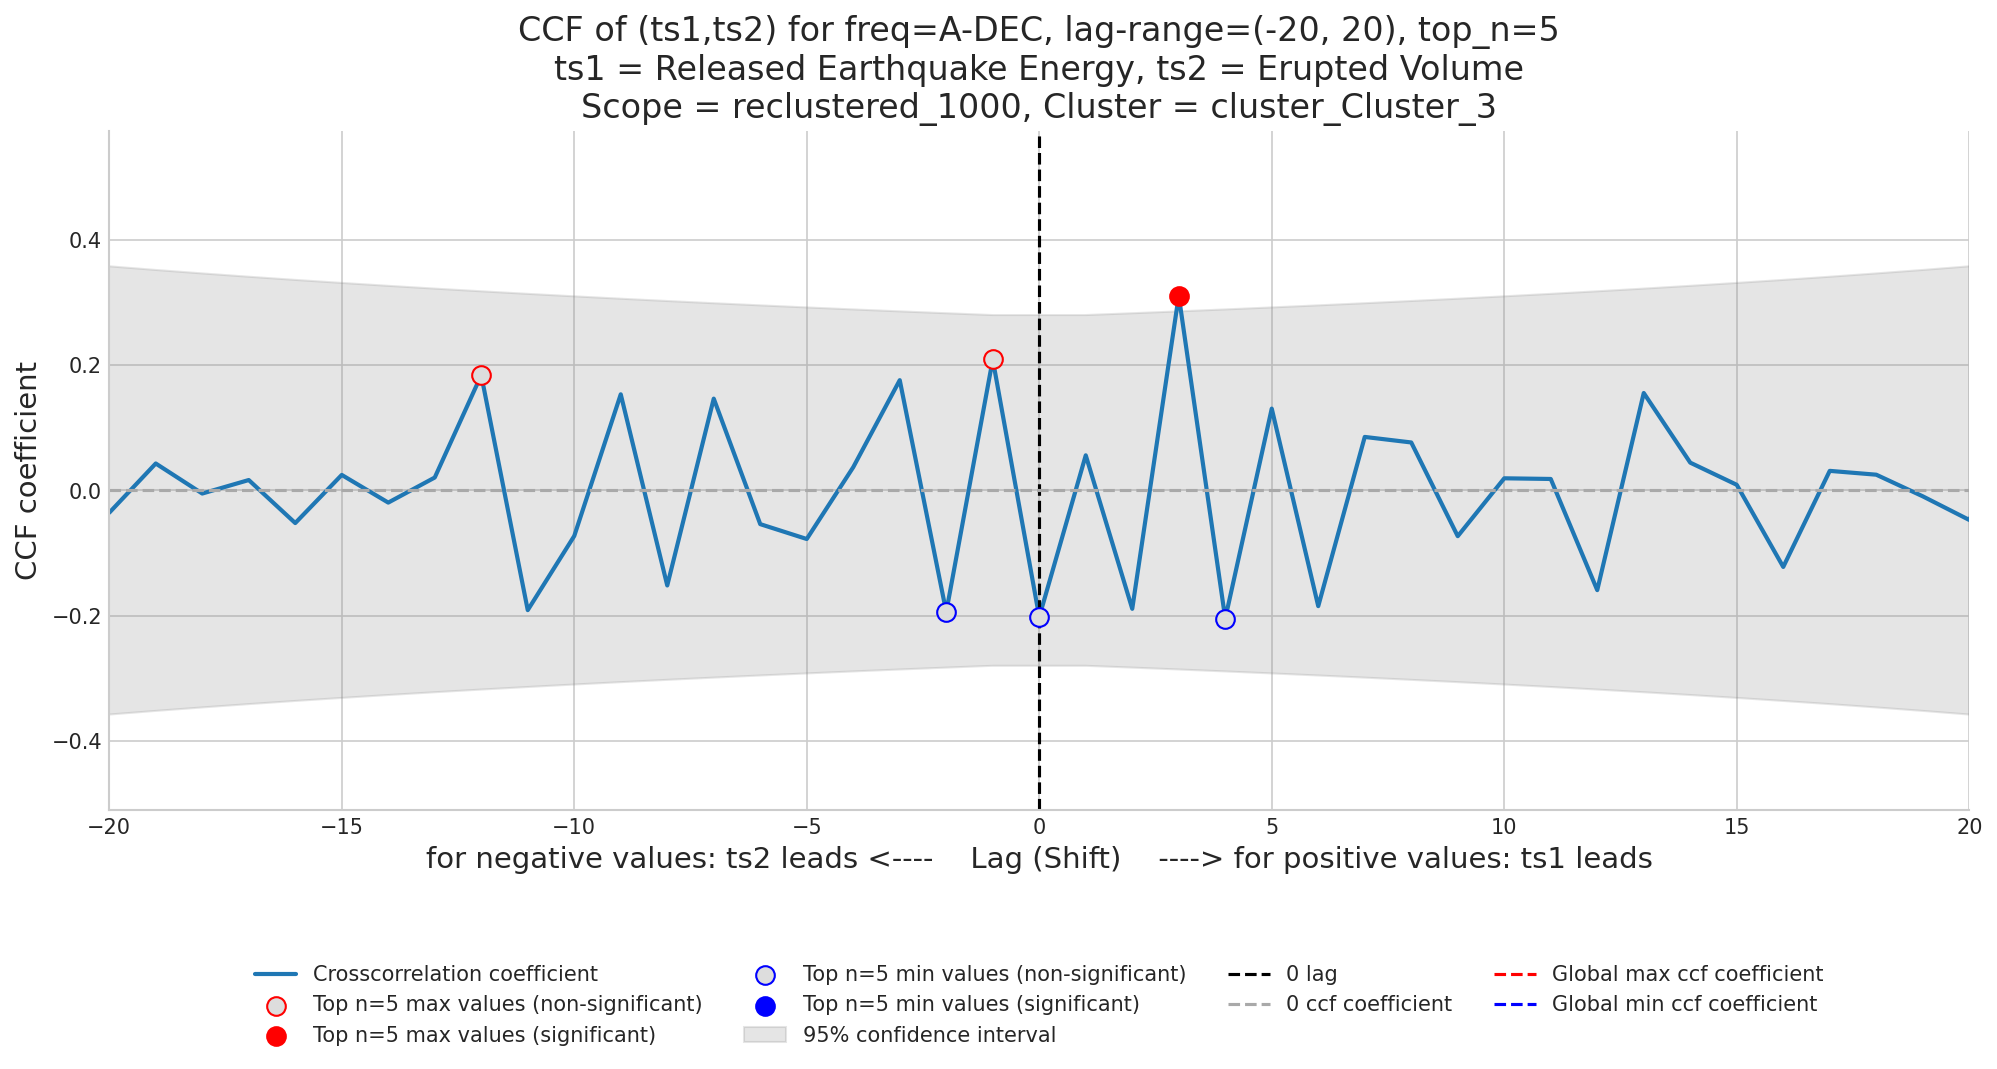 CCF of (ts1,ts2) for freq=A-DEC, lag-range=(-20, 20), top_n=5
ts1 = Released Earthquake Energy, ts2 = Erupted Volume
Scope = reclustered_1000, Cluster = cluster_Cluster_3
CCF coefficient
0.4
0.2
0.0
−0.2
−0.4
−20 −15 −10 −5 0 5 10 15 20
for negative values: ts2 leads <---- Lag (Shift) ----> for positive values: ts1 leads
Crosscorrelation coefficient
Top n=5 max values (non-significant)
Top n=5 max values (significant)
Top n=5 min values (non-significant)
Top n=5 min values (significant)
95% confidence interval
0 lag
0 ccf coefficient
Global max ccf coefficient
Global min ccf coefficient